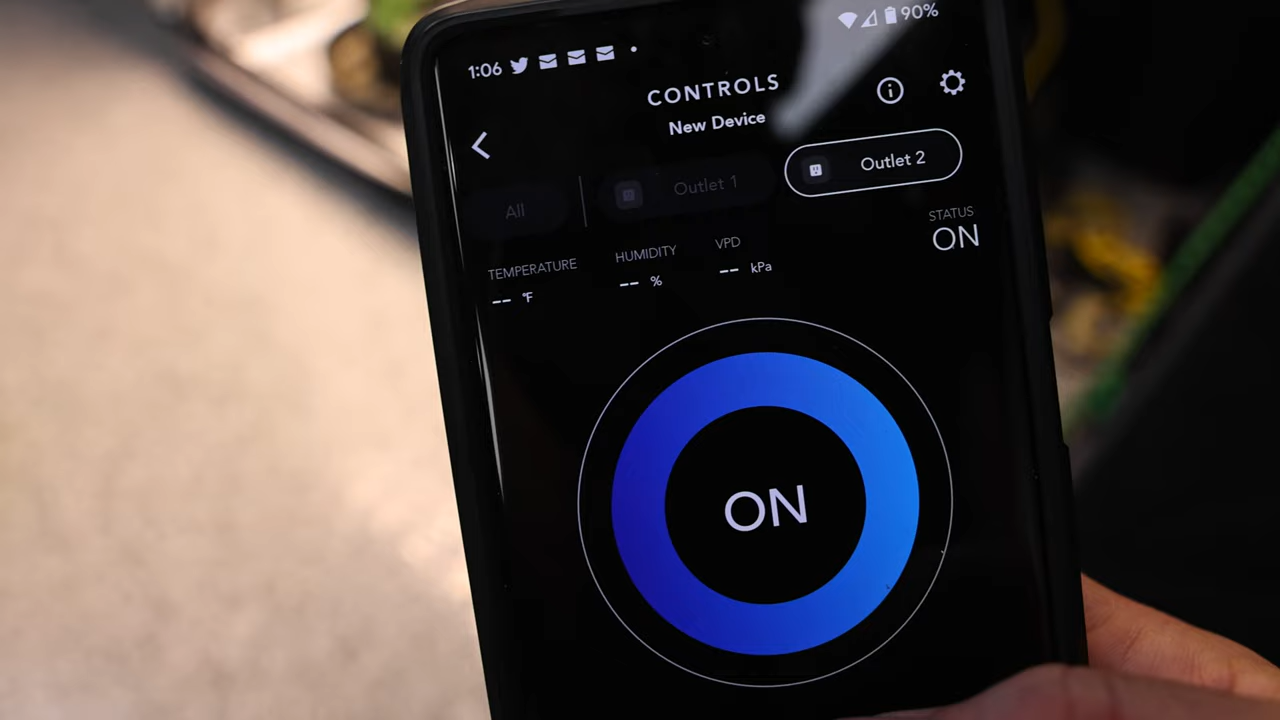 1:06 90%
CONTROLS
New Device
All Outlet 1 Outlet 2
TEMPERATURE HUMIDITY VPD STATUS
-- °F -- % -- kPa ON
ON